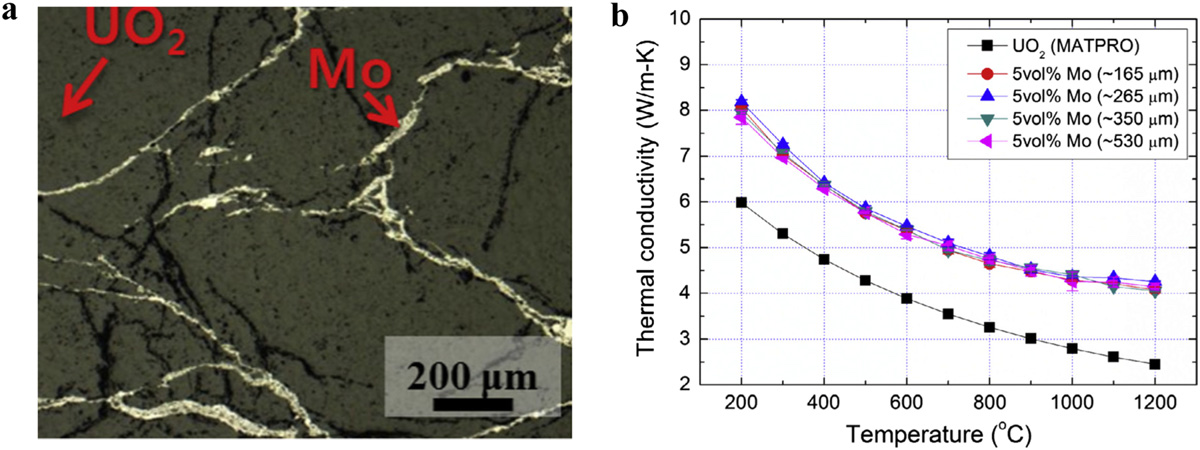 a
UO2
Mo
200 μm
b
Thermal conductivity (W/m-K)
10
9
8
7
6
5
4
3
2
200
400
600
800
1000
1200
Temperature (oC)
UO2 (MATPRO)
5vol% Mo (~165 μm)
5vol% Mo (~265 μm)
5vol% Mo (~350 μm)
5vol% Mo (~530 μm)